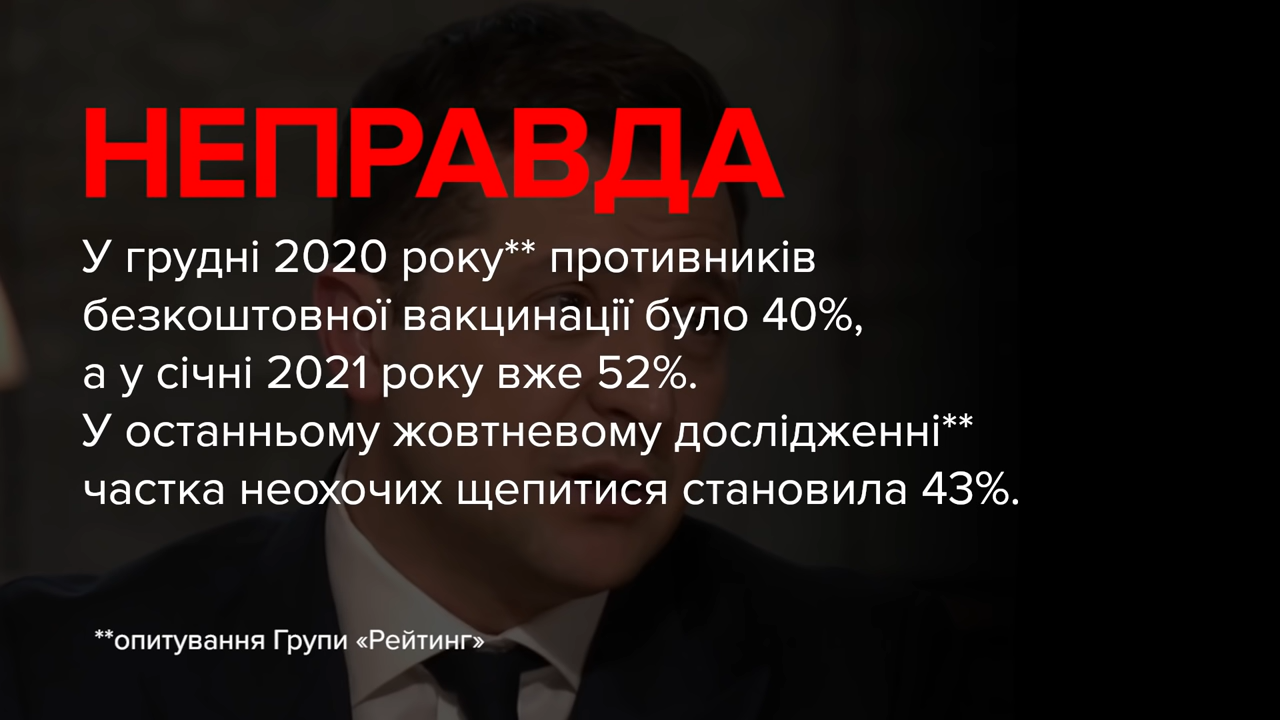 НЕПРАВДА
У грудні 2020 року** противників
безкоштовної вакцинації було 40%,
а у січні 2021 року вже 52%.
У останньому жовтневому дослідженні**
частка неохочих щепитися становила 43%.
**опитування Групи «Рейтинг»